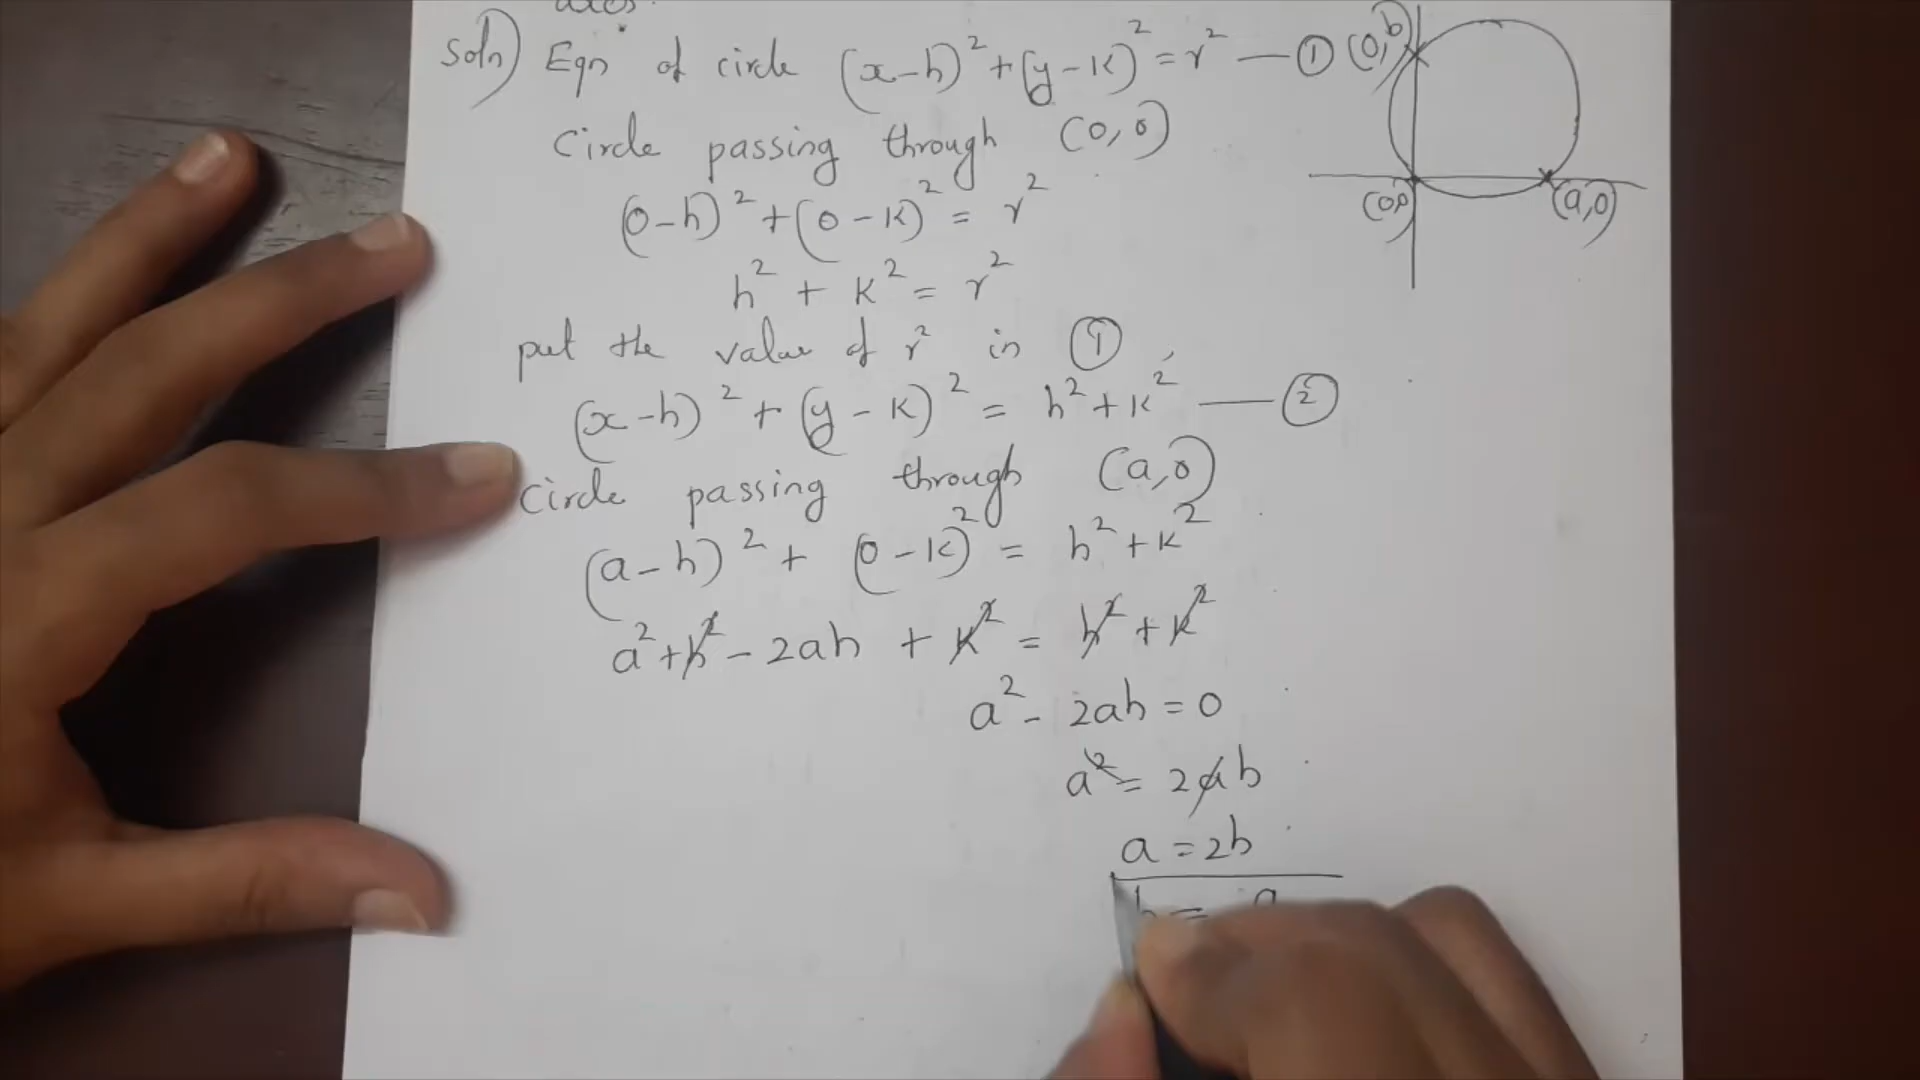 Soln) Eqn of circle (x-h)² + (y-k)² = r² — ①
(0,b)
Circle passing through (0,0)
(0-h)² + (0-k)² = r²
(0,0)
(a,0)
h² + k² = r²
put the value of r² in ①
(x-h)² + (y-k)² = h² + k² — ②
Circle passing through (a,0)
(a-h)² + (0-k)² = h² + k²
a² + h² - 2ah + k² = h² + k²
a² - 2ah = 0
a² = 2ah
a = 2h
h = a